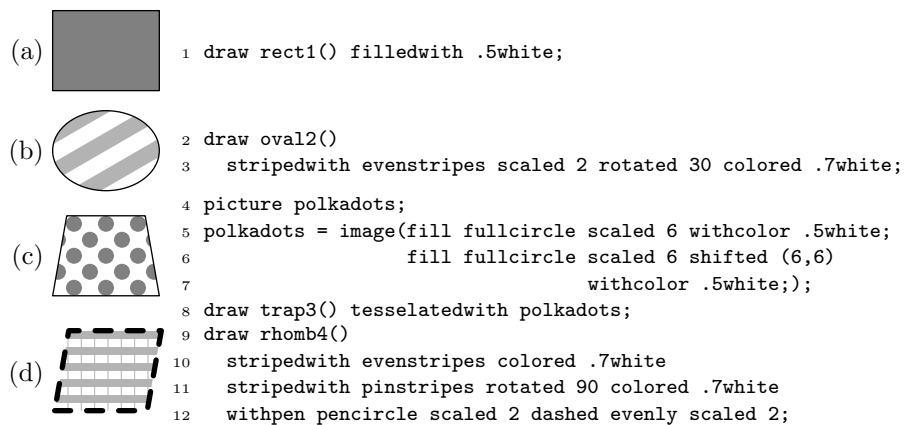 (a)
1 draw rect1() filledwith .5white;
(b)
2 draw oval2()
3 stripedwith evenstripes scaled 2 rotated 30 colored .7white;
(c)
4 picture polkadots;
5 polkadots = image(fill fullcircle scaled 6 withcolor .5white;
6 fill fullcircle scaled 6 shifted (6,6)
7 withcolor .5white;);
8 draw trap3() tesselatedwith polkadots;
(d)
9 draw rhomb4()
10 stripedwith evenstripes colored .7white
11 stripedwith pinstripes rotated 90 colored .7white
12 withpen pencircle scaled 2 dashed evenly scaled 2;